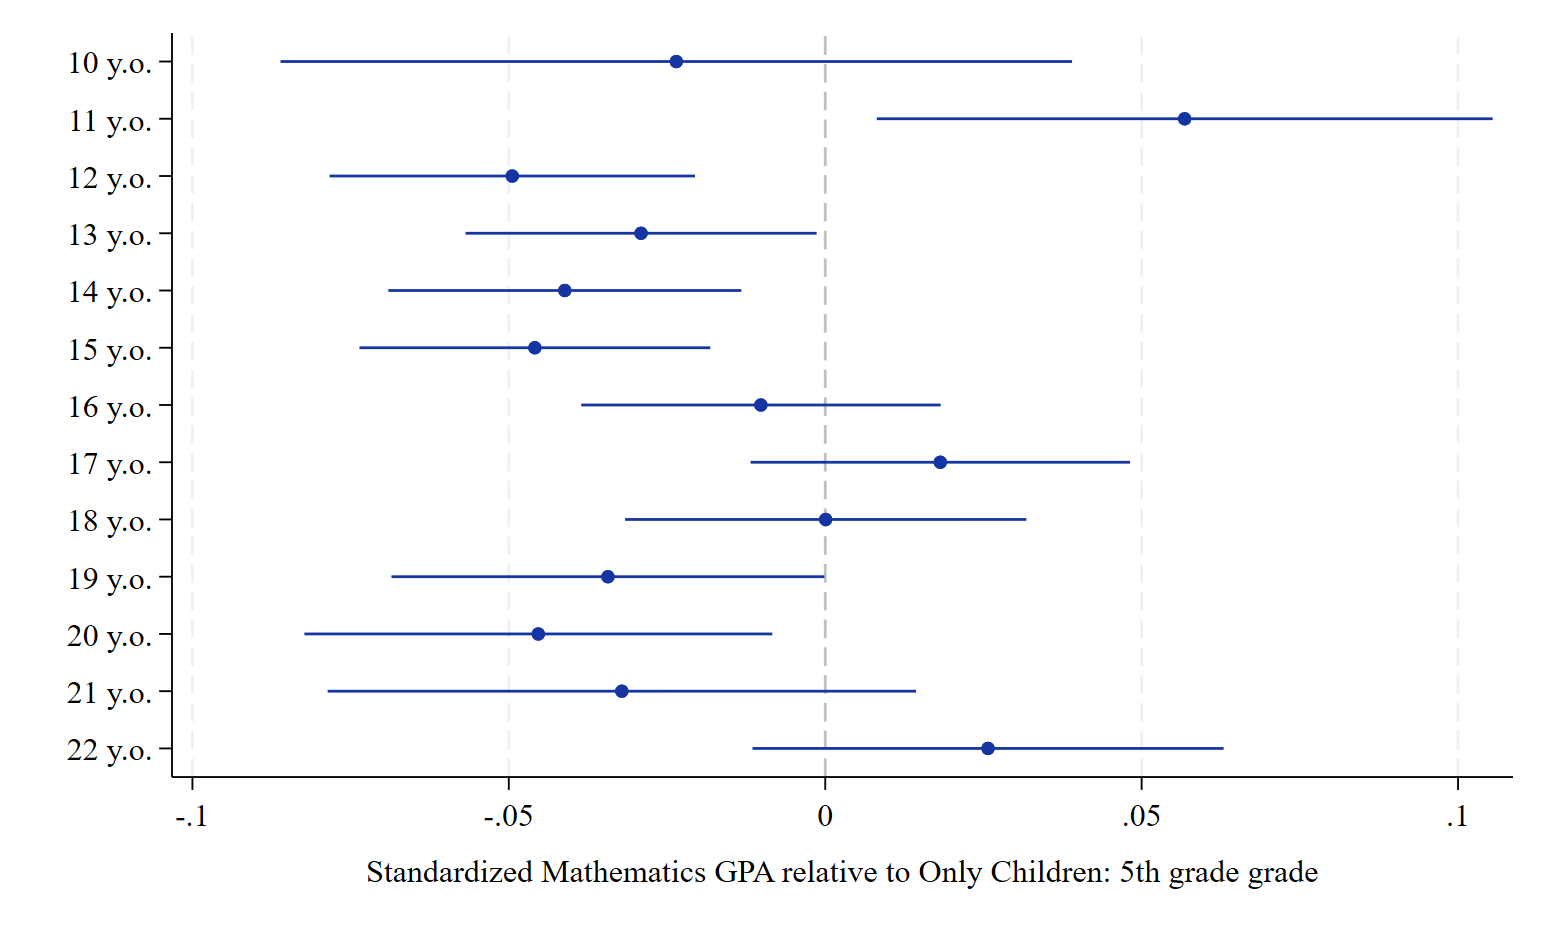 10 y.o.
11 y.o.
12 y.o.
13 y.o.
14 y.o.
15 y.o.
16 y.o.
17 y.o.
18 y.o.
19 y.o.
20 y.o.
21 y.o.
22 y.o.
-.1 -.05 0 .05 .1
Standardized Mathematics GPA relative to Only Children: 5th grade grade